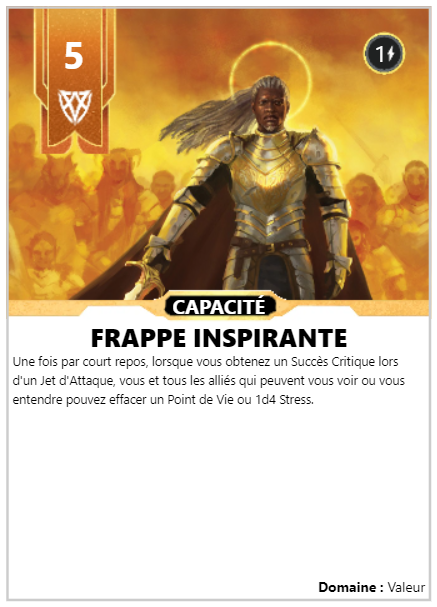 5
1
CAPACITÉ
FRAPPE INSPIRANTE
Une fois par court repos, lorsque vous obtenez un Succès Critique lors
d'un Jet d'Attaque, vous et tous les alliés qui peuvent vous voir ou vous
entendre pouvez effacer un Point de Vie ou 1d4 Stress.
Domaine : Valeur